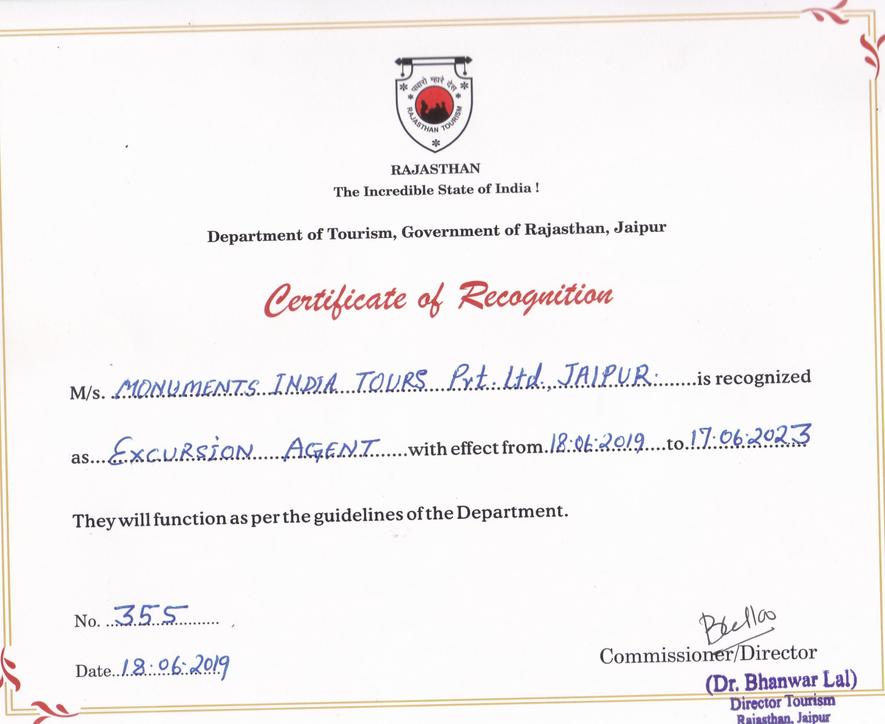 पधारो म्हारे देश
RAJASTHAN TOURISM
RAJASTHAN
The Incredible State of India !
Department of Tourism, Government of Rajasthan, Jaipur
Certificate of Recognition
M/s. MONUMENTS INDIA TOURS Pvt. Ltd., JAIPUR. is recognized
as EXCURSION AGENT with effect from 18.06.2019 to 17.06.2023
They will function as per the guidelines of the Department.
No. 355
Date 18.06.2019
Commissioner/Director
(Dr. Bhanwar Lal)
Director Tourism
Rajasthan, Jaipur